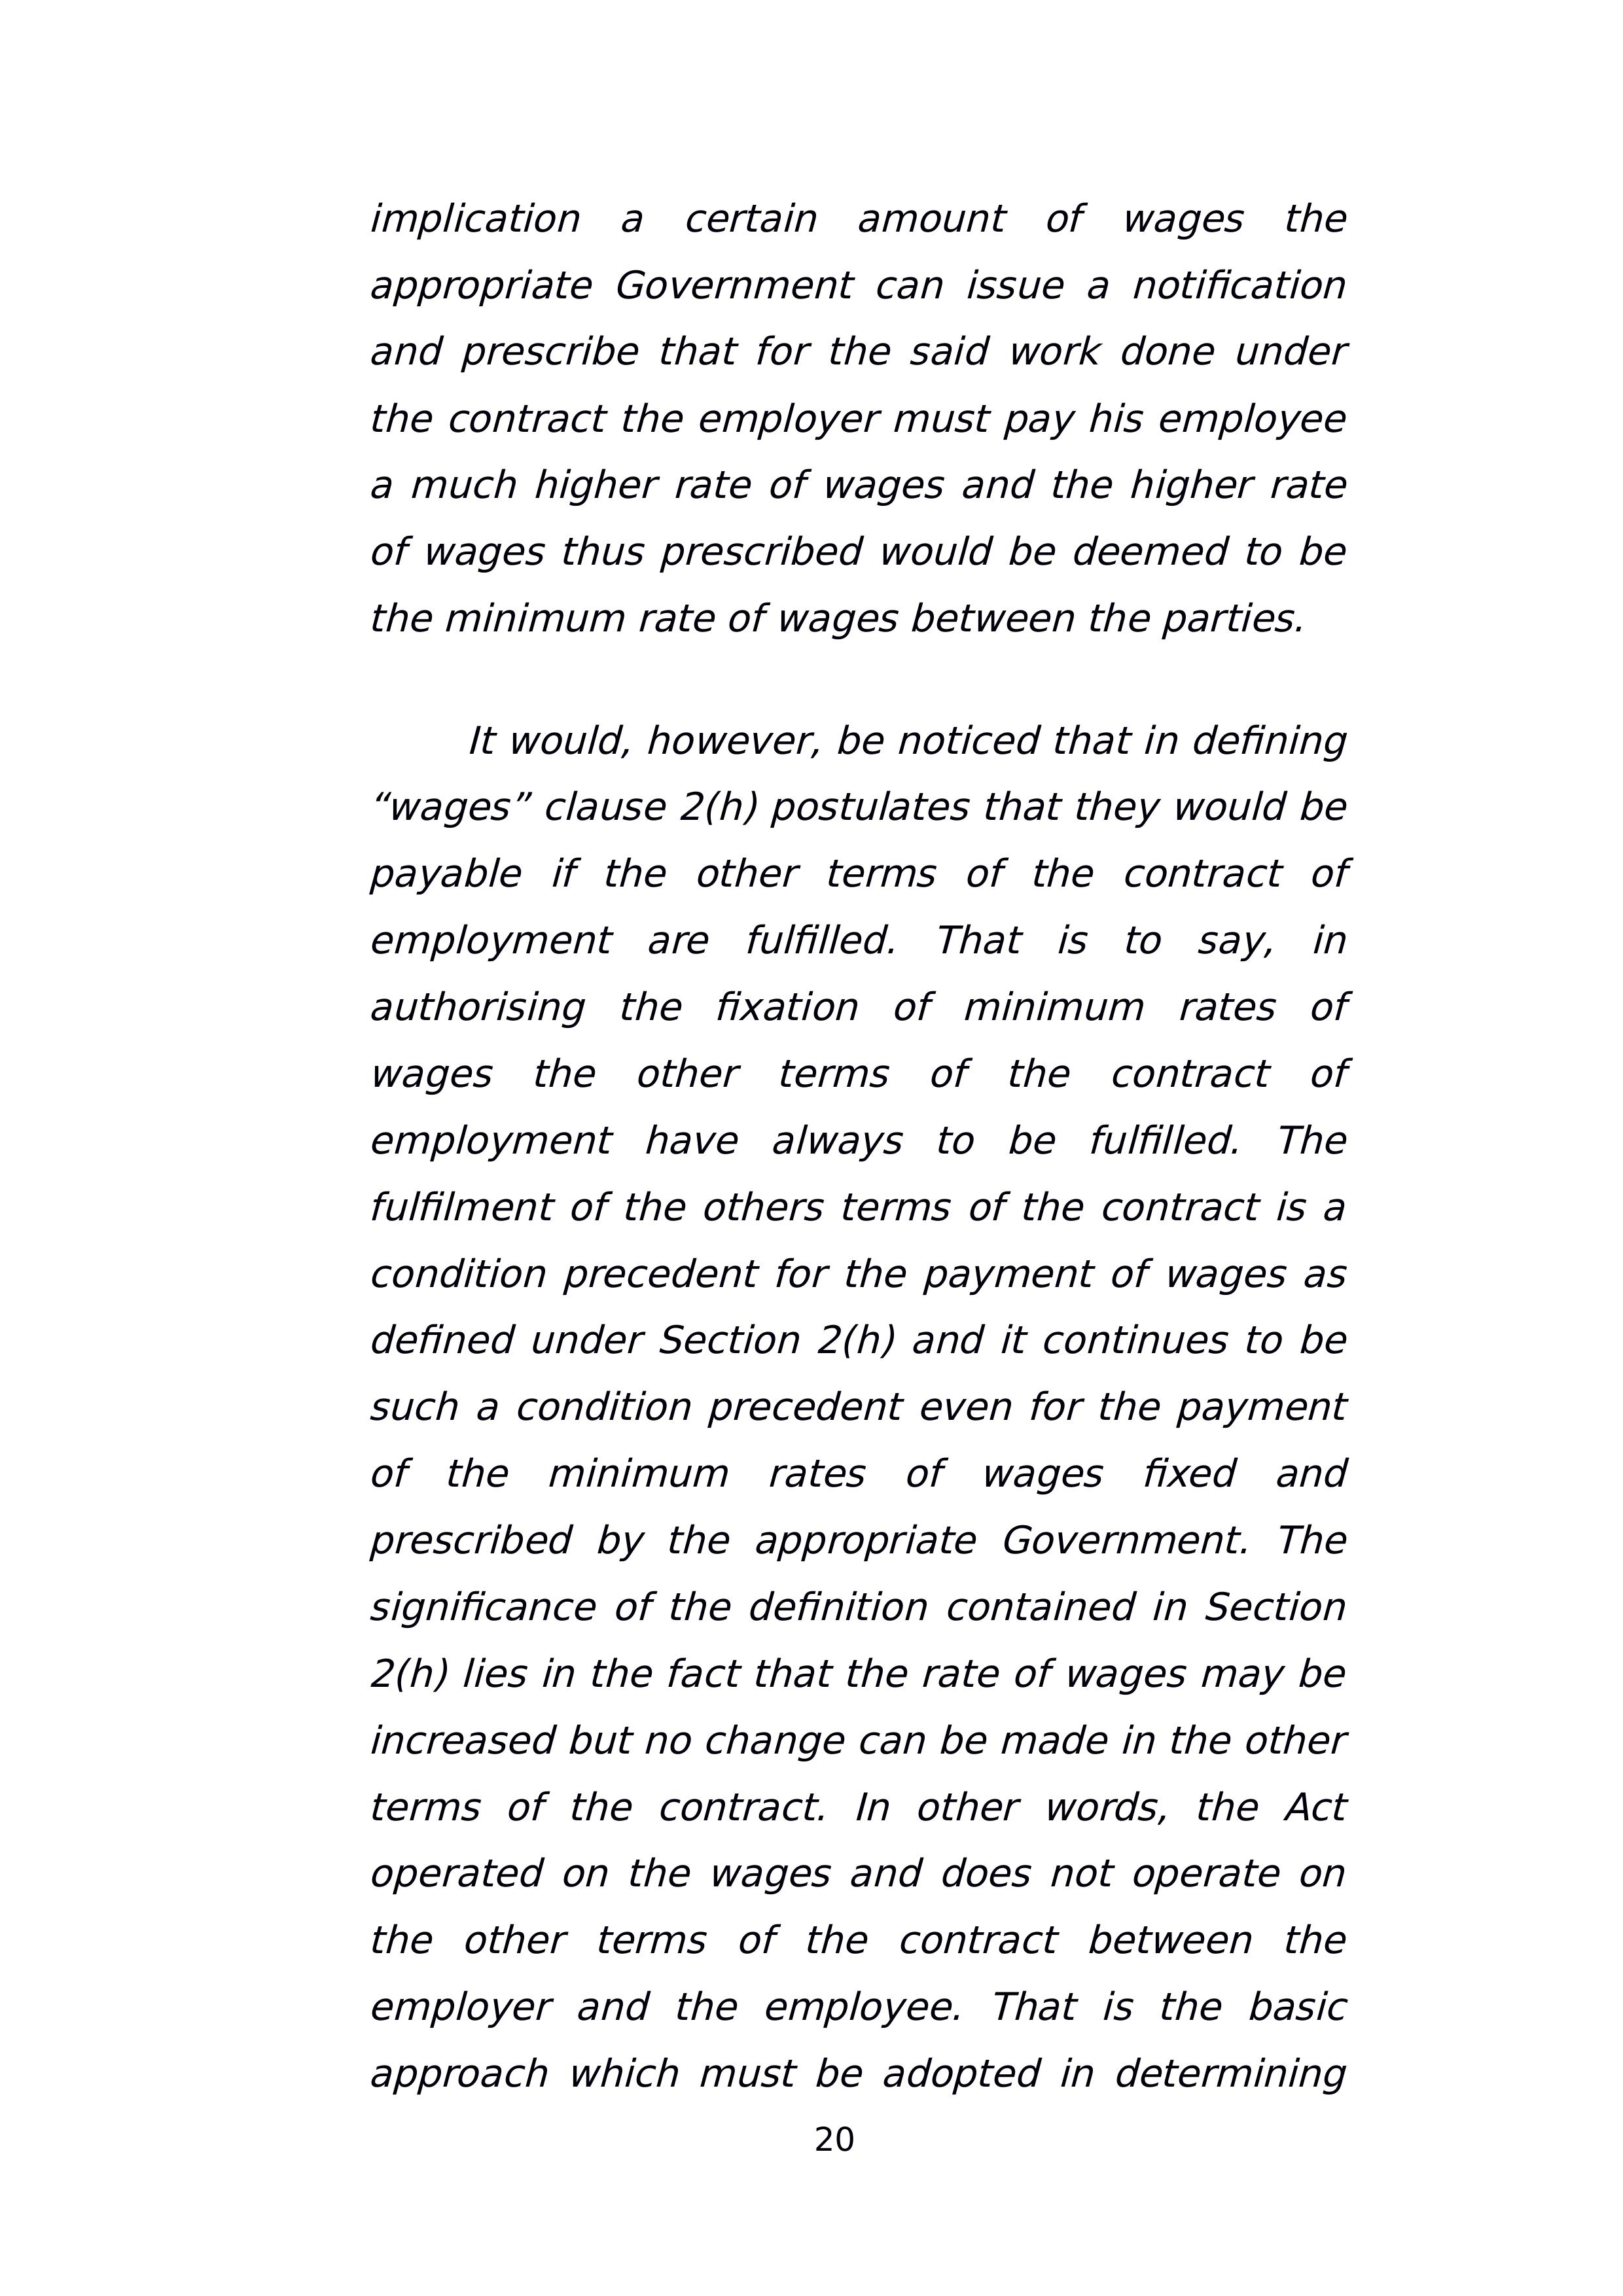 implication a certain amount of wages the
appropriate Government can issue a notification
and prescribe that for the said work done under
the contract the employer must pay his employee
a much higher rate of wages and the higher rate
of wages thus prescribed would be deemed to be
the minimum rate of wages between the parties.
It would, however, be noticed that in defining
“wages” clause 2(h) postulates that they would be
payable if the other terms of the contract of
employment are fulfilled. That is to say, in
authorising the fixation of minimum rates of
wages the other terms of the contract of
employment have always to be fulfilled. The
fulfilment of the others terms of the contract is a
condition precedent for the payment of wages as
defined under Section 2(h) and it continues to be
such a condition precedent even for the payment
of the minimum rates of wages fixed and
prescribed by the appropriate Government. The
significance of the definition contained in Section
2(h) lies in the fact that the rate of wages may be
increased but no change can be made in the other
terms of the contract. In other words, the Act
operated on the wages and does not operate on
the other terms of the contract between the
employer and the employee. That is the basic
approach which must be adopted in determining
20